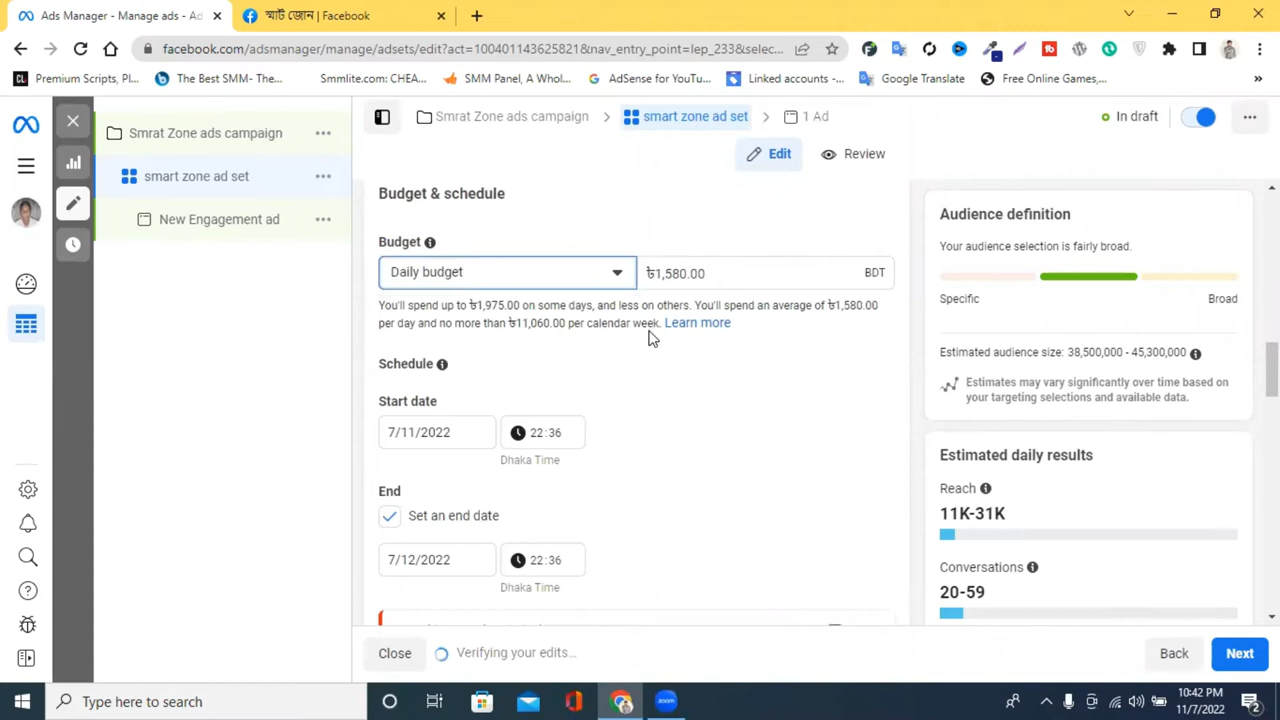 Ads Manager - Manage ads - Ads
স্মার্ট জোন | Facebook
facebook.com/adsmanager/manage/adsets/edit?act=100401143625821&nav_entry_point=lep_233&selec...
Premium Scripts, Pl...
The Best SMM- The...
Smmlite.com: CHEA...
SMM Panel, A Whol...
AdSense for YouTu...
Linked accounts -...
Google Translate
Free Online Games,...
Smrat Zone ads campaign
smart zone ad set
New Engagement ad
Smrat Zone ads campaign > smart zone ad set > 1 Ad
In draft
Edit
Review
Budget & schedule
Budget
Daily budget
৳1,580.00
BDT
You'll spend up to ৳1,975.00 on some days, and less on others. You'll spend an average of ৳1,580.00
per day and no more than ৳11,060.00 per calendar week. Learn more
Schedule
Start date
7/11/2022
22:36
Dhaka Time
End
Set an end date
7/12/2022
22:36
Dhaka Time
Audience definition
Your audience selection is fairly broad.
Specific
Broad
Estimated audience size: 38,500,000 - 45,300,000
Estimates may vary significantly over time based on
your targeting selections and available data.
Estimated daily results
Reach
11K-31K
Conversations
20-59
Close
Verifying your edits...
Back
Next
Type here to search
10:42 PM
11/7/2022
2